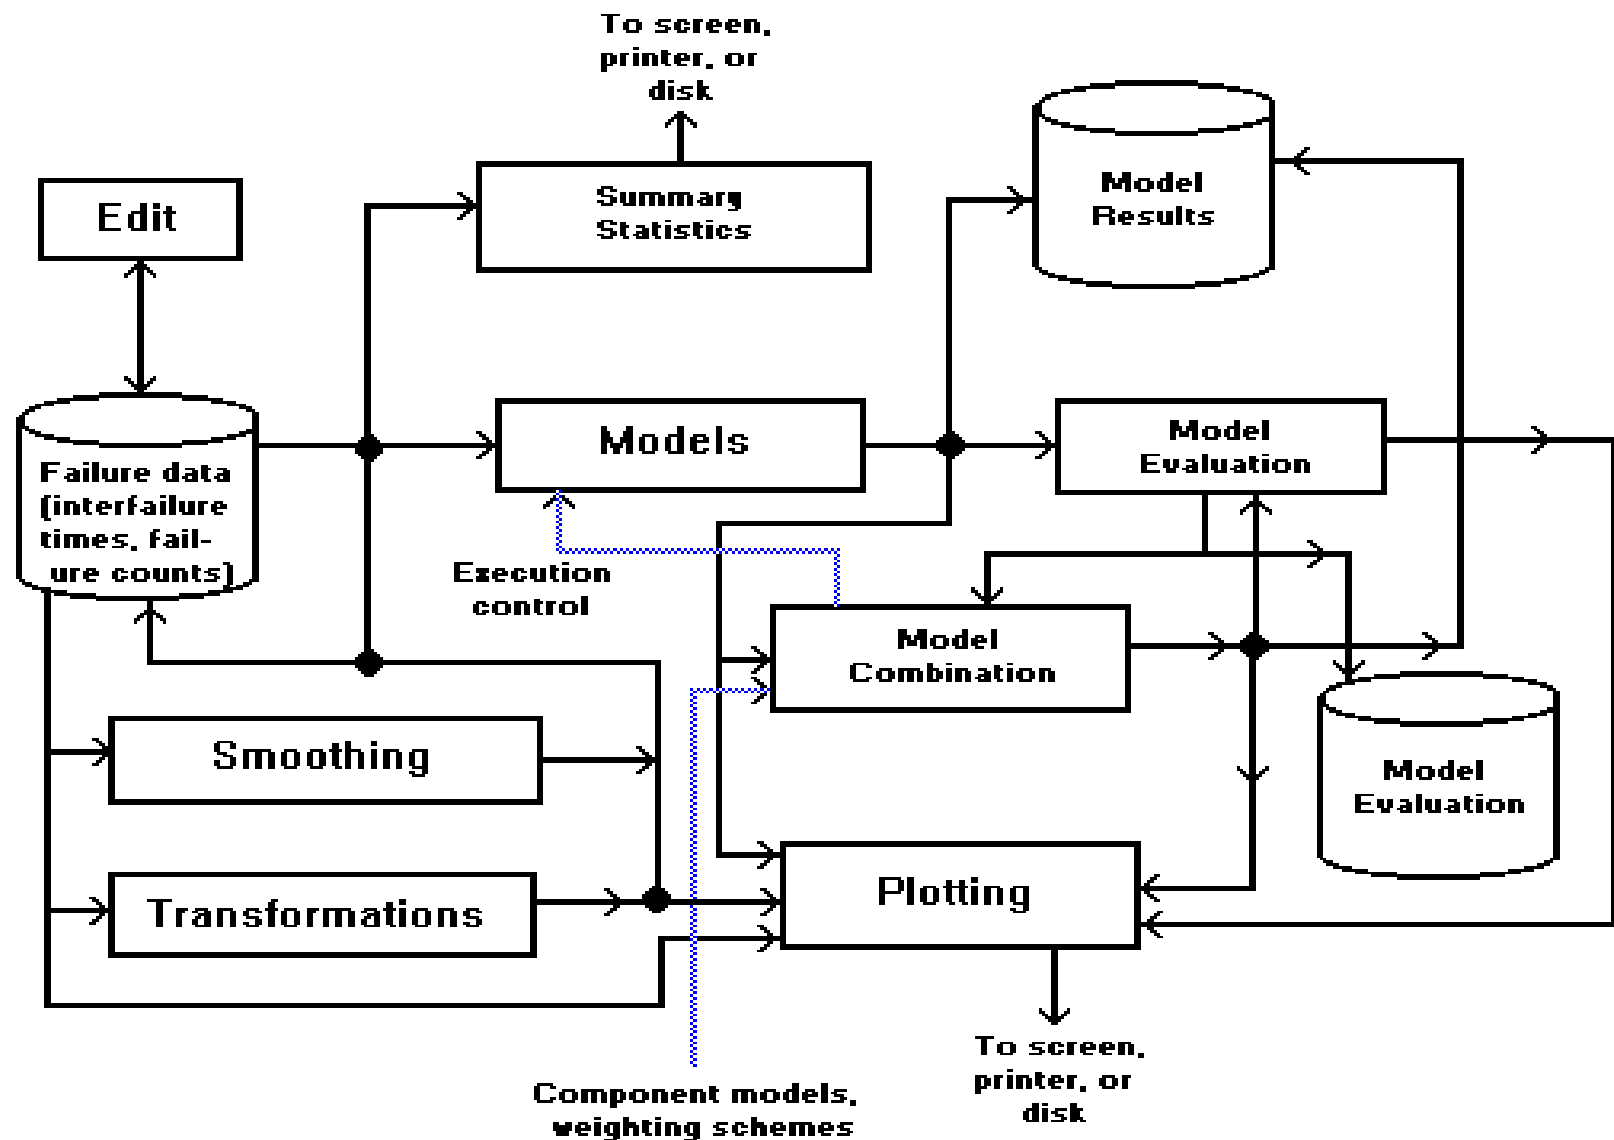 To screen,
printer, or
disk
Edit
Summary
Statistics
Model
Results
Failure data
(interfailure
times, fail-
ure counts)
Models
Model
Evaluation
Execution
control
Model
Combination
Smoothing
Model
Evaluation
Transformations
Plotting
To screen,
printer, or
disk
Component models,
weighting schemes